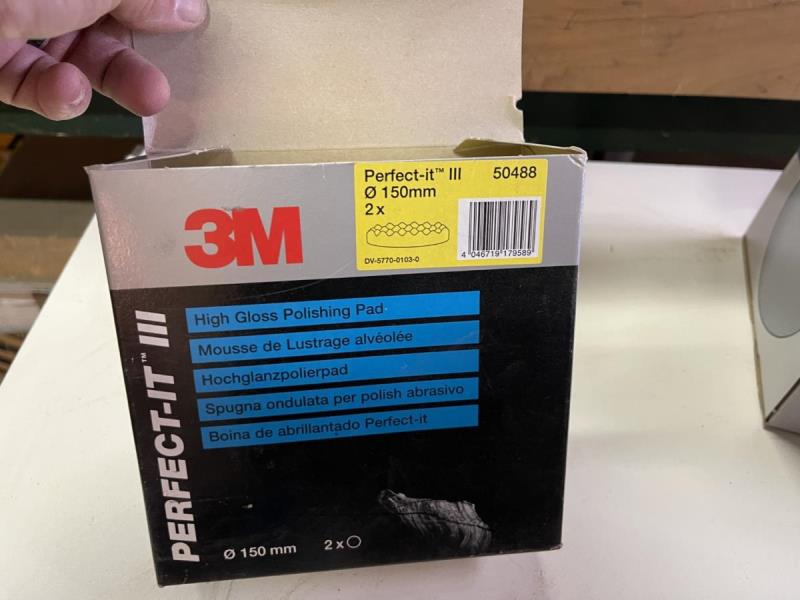 Perfect-it™ III 50488
Ø 150mm
2 x
DV-5770-0103-0
4 046719 179589
3M
PERFECT-IT™ III
High Gloss Polishing Pad
Mousse de Lustrage alvéolée
Hochglanzpolierpad
Spugna ondulata per polish abrasivo
Boina de abrillantado Perfect-it
Ø 150 mm 2 x